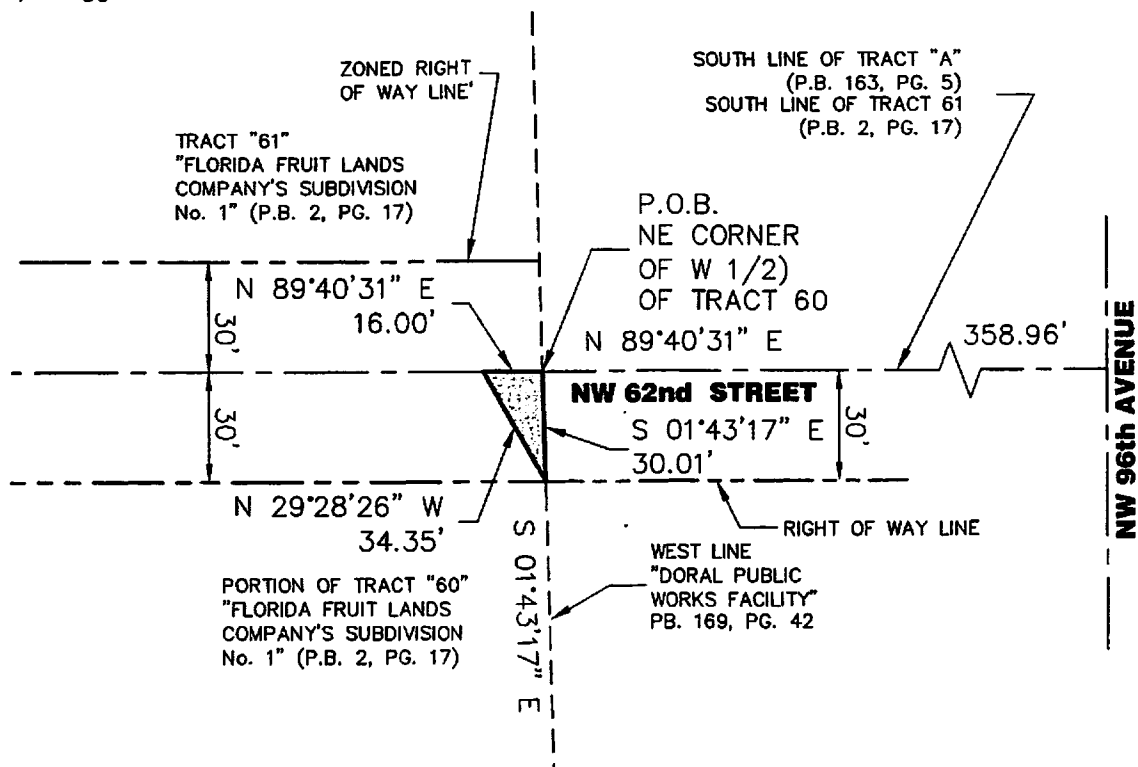 ZONED RIGHT
OF WAY LINE'
SOUTH LINE OF TRACT "A"
(P.B. 163, PG. 5)
SOUTH LINE OF TRACT 61
(P.B. 2, PG. 17)
TRACT "61"
"FLORIDA FRUIT LANDS
COMPANY'S SUBDIVISION
No. 1" (P.B. 2, PG. 17)
P.O.B.
NE CORNER
OF W 1/2)
OF TRACT 60
30'
N 89°40'31" E
16.00'
N 89°40'31" E
358.96'
NW 62nd STREET
NW 96th AVENUE
30'
S 01°43'17" E
30.01'
30'
N 29°28'26" W
34.35'
RIGHT OF WAY LINE
S 01°43'17" E
WEST LINE
"DORAL PUBLIC
WORKS FACILITY"
PB. 169, PG. 42
PORTION OF TRACT "60"
"FLORIDA FRUIT LANDS
COMPANY'S SUBDIVISION
No. 1" (P.B. 2, PG. 17)